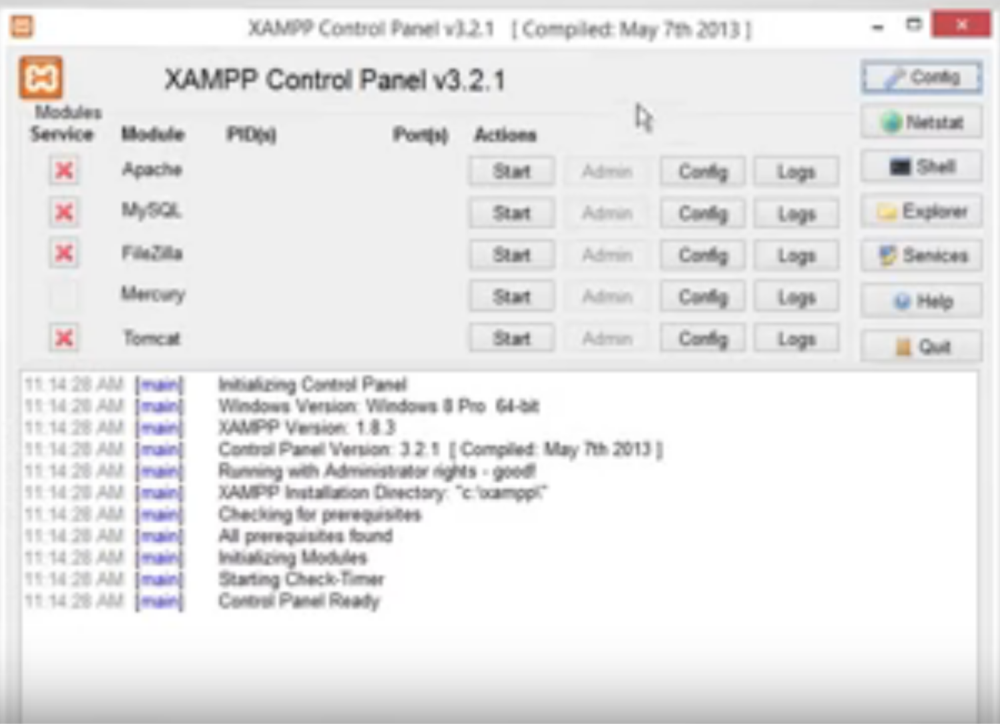 XAMPP Control Panel v3.2.1 [ Compiled: May 7th 2013 ]
XAMPP Control Panel v3.2.1
Config
Modules
Netstat
Service Module PID(s) Port(s) Actions
Apache Start Admin Config Logs
Shell
MySQL Start Admin Config Logs
Explorer
FileZilla Start Admin Config Logs
Services
Mercury Start Admin Config Logs
Help
Tomcat Start Admin Config Logs
Quit
11:14:28 AM [main] Initializing Control Panel
11:14:28 AM [main] Windows Version: Windows 8 Pro 64-bit
11:14:28 AM [main] XAMPP Version: 1.8.3
11:14:28 AM [main] Control Panel Version: 3.2.1 [ Compiled: May 7th 2013 ]
11:14:28 AM [main] Running with Administrator rights - good!
11:14:28 AM [main] XAMPP Installation Directory: "c:\xampp\"
11:14:28 AM [main] Checking for prerequisites
11:14:28 AM [main] All prerequisites found
11:14:28 AM [main] Initializing Modules
11:14:28 AM [main] Starting Check-Timer
11:14:28 AM [main] Control Panel Ready